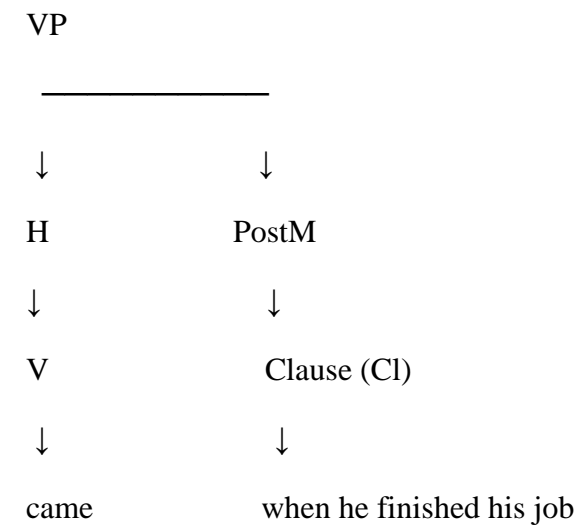 VP
↓ ↓
H PostM
↓ ↓
V Clause (Cl)
↓ ↓
came when he finished his job